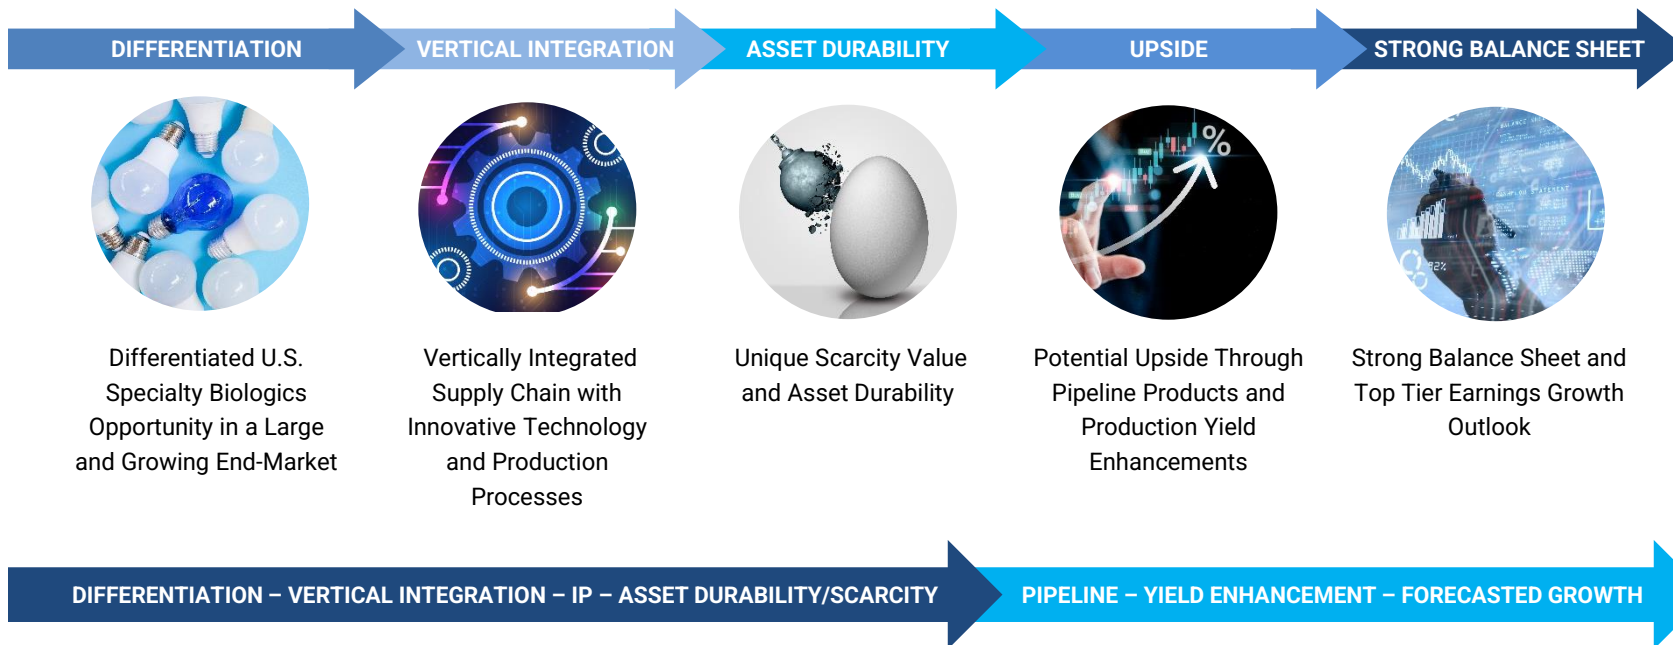 DIFFERENTIATION
VERTICAL INTEGRATION
ASSET DURABILITY
UPSIDE
STRONG BALANCE SHEET
%
82%
Differentiated U.S.
Specialty Biologics
Opportunity in a Large
and Growing End-Market
Vertically Integrated
Supply Chain with
Innovative Technology
and Production
Processes
Unique Scarcity Value
and Asset Durability
Potential Upside Through
Pipeline Products and
Production Yield
Enhancements
Strong Balance Sheet and
Top Tier Earnings Growth
Outlook
DIFFERENTIATION – VERTICAL INTEGRATION – IP – ASSET DURABILITY/SCARCITY
PIPELINE – YIELD ENHANCEMENT – FORECASTED GROWTH